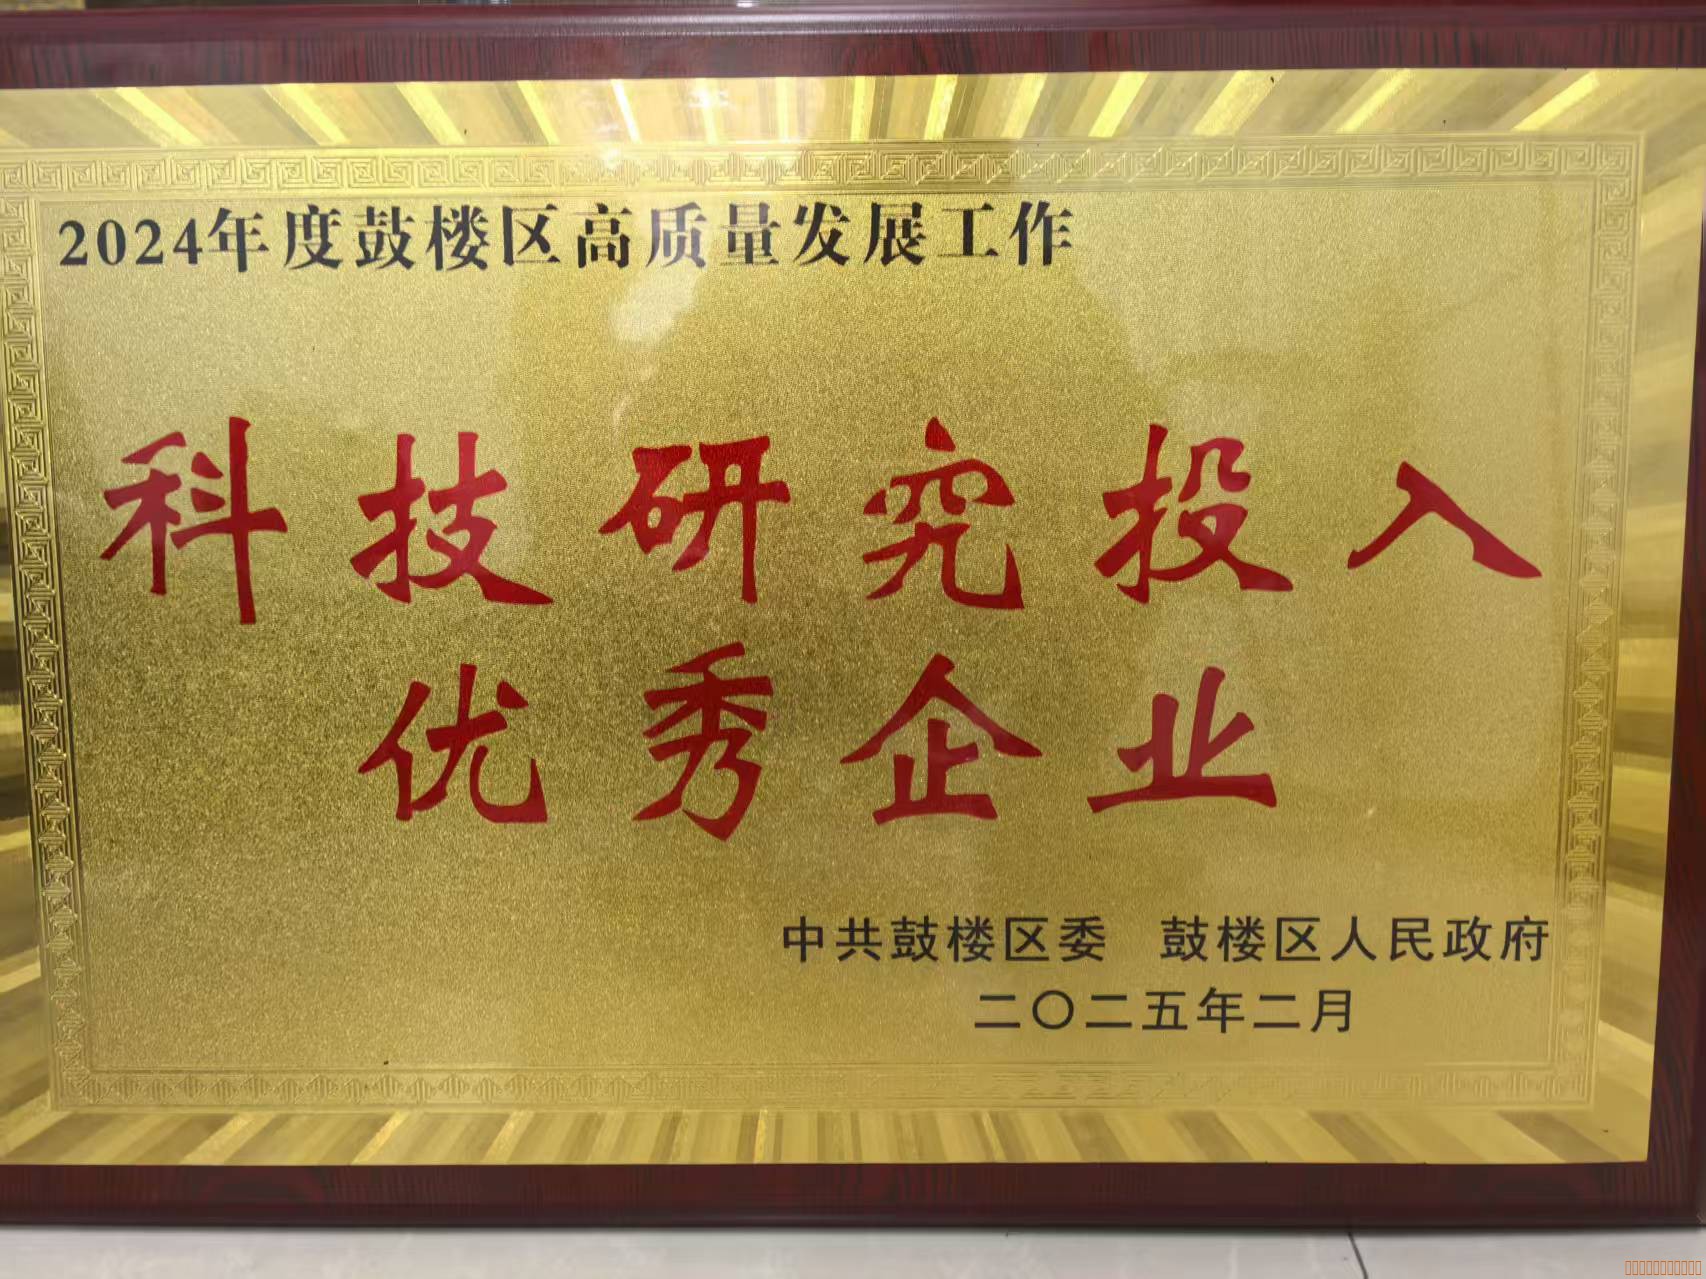 2024年度鼓楼区高质量发展工作
科技研究投入
优秀企业
中共鼓楼区委 鼓楼区人民政府
二〇二五年二月